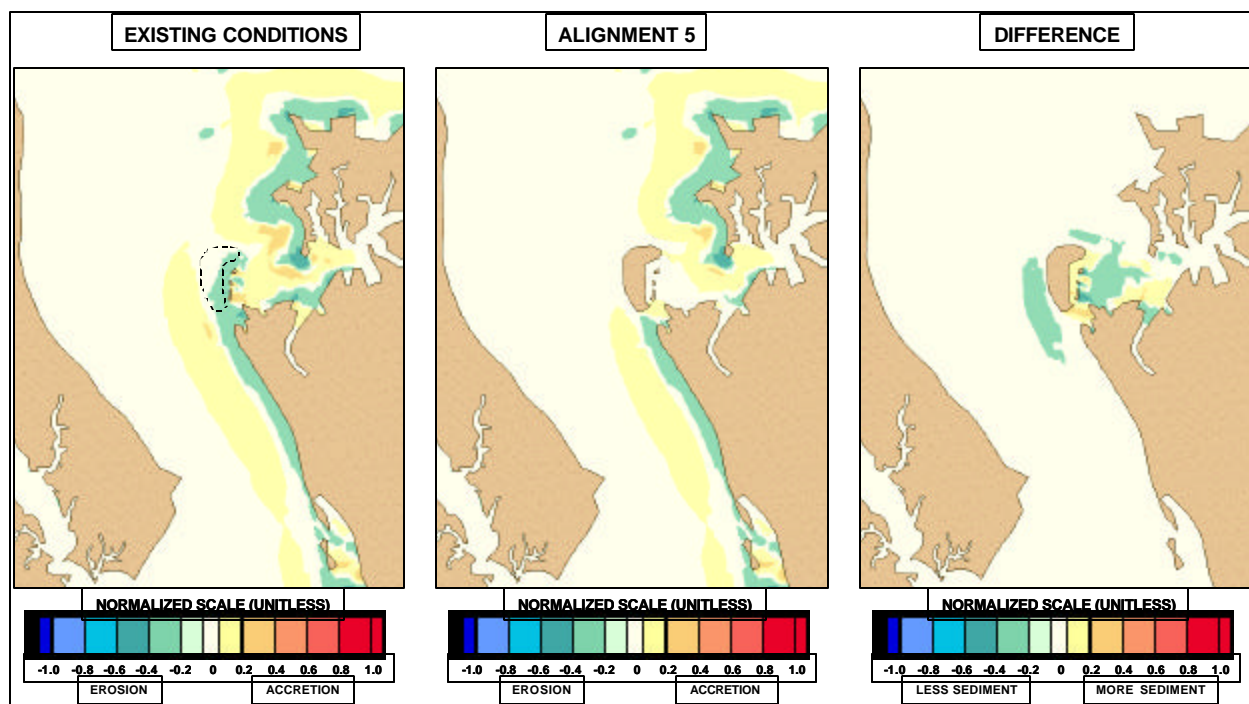 EXISTING CONDITIONS
ALIGNMENT 5
DIFFERENCE
NORMALIZED SCALE (UNITLESS)
-1.0 -0.8 -0.6 -0.4 -0.2 0 0.2 0.4 0.6 0.8 1.0
EROSION ACCRETION
NORMALIZED SCALE (UNITLESS)
-1.0 -0.8 -0.6 -0.4 -0.2 0 0.2 0.4 0.6 0.8 1.0
EROSION ACCRETION
NORMALIZED SCALE (UNITLESS)
-1.0 -0.8 -0.6 -0.4 -0.2 0 0.2 0.4 0.6 0.8 1.0
LESS SEDIMENT MORE SEDIMENT